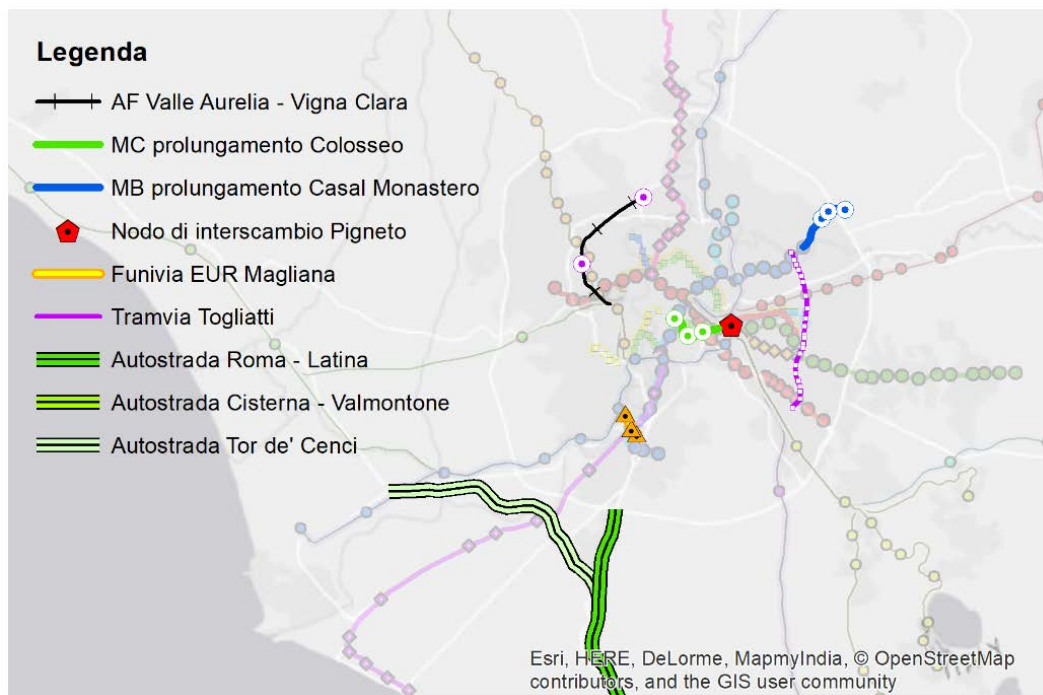 Legenda
AF Valle Aurelia - Vigna Clara
MC prolungamento Colosseo
MB prolungamento Casal Monastero
Nodo di interscambio Pigneto
Funivia EUR Magliana
Tramvia Togliatti
Autostrada Roma - Latina
Autostrada Cisterna - Valmontone
Autostrada Tor de' Cenci
Esri, HERE, DeLorme, MapmyIndia, © OpenStreetMap
contributors, and the GIS user community